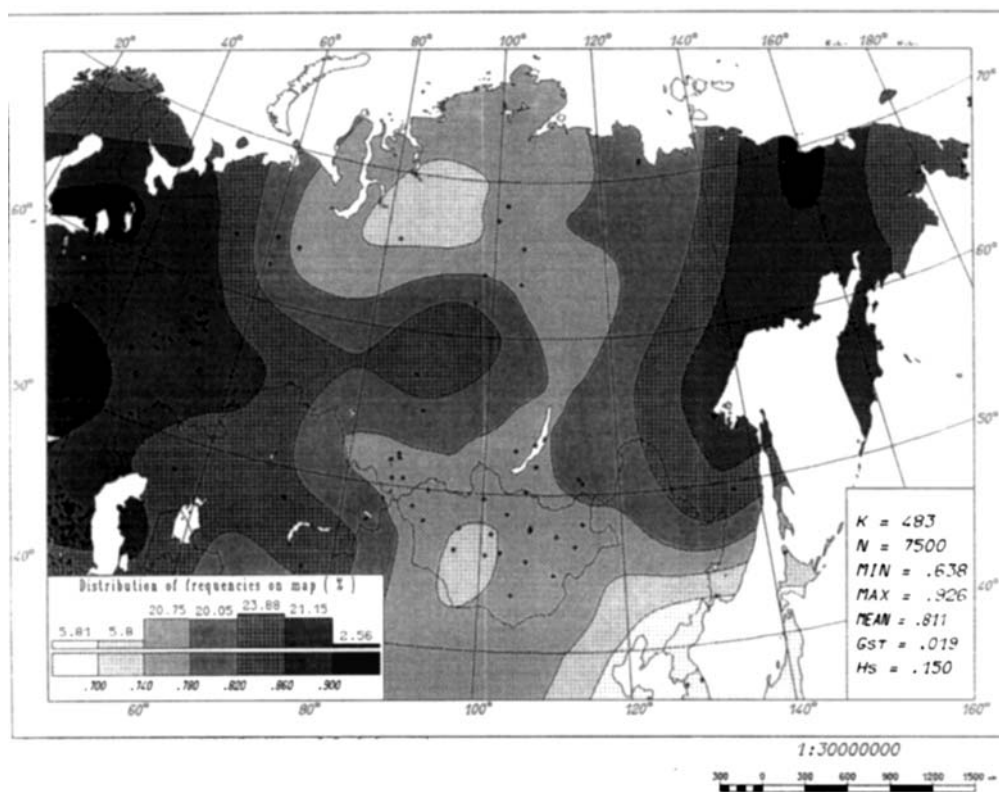 20° 40° 60° 80° 100° 120° 140° 160° 180°
70°
60° 60°
50° 50°
40° 40°
K = 483
N = 7500
MIN = .638
MAX = .926
MEAN = .811
GST = .019
HS = .150
Distribution of frequencies on map (%)
5.81 5.8 20.75 20.05 23.88 21.15 2.56
.700 .740 .780 .820 .860 .900
60° 80° 100° 120° 140° 160°
1:30000000
300 0 300 600 900 1200 1500